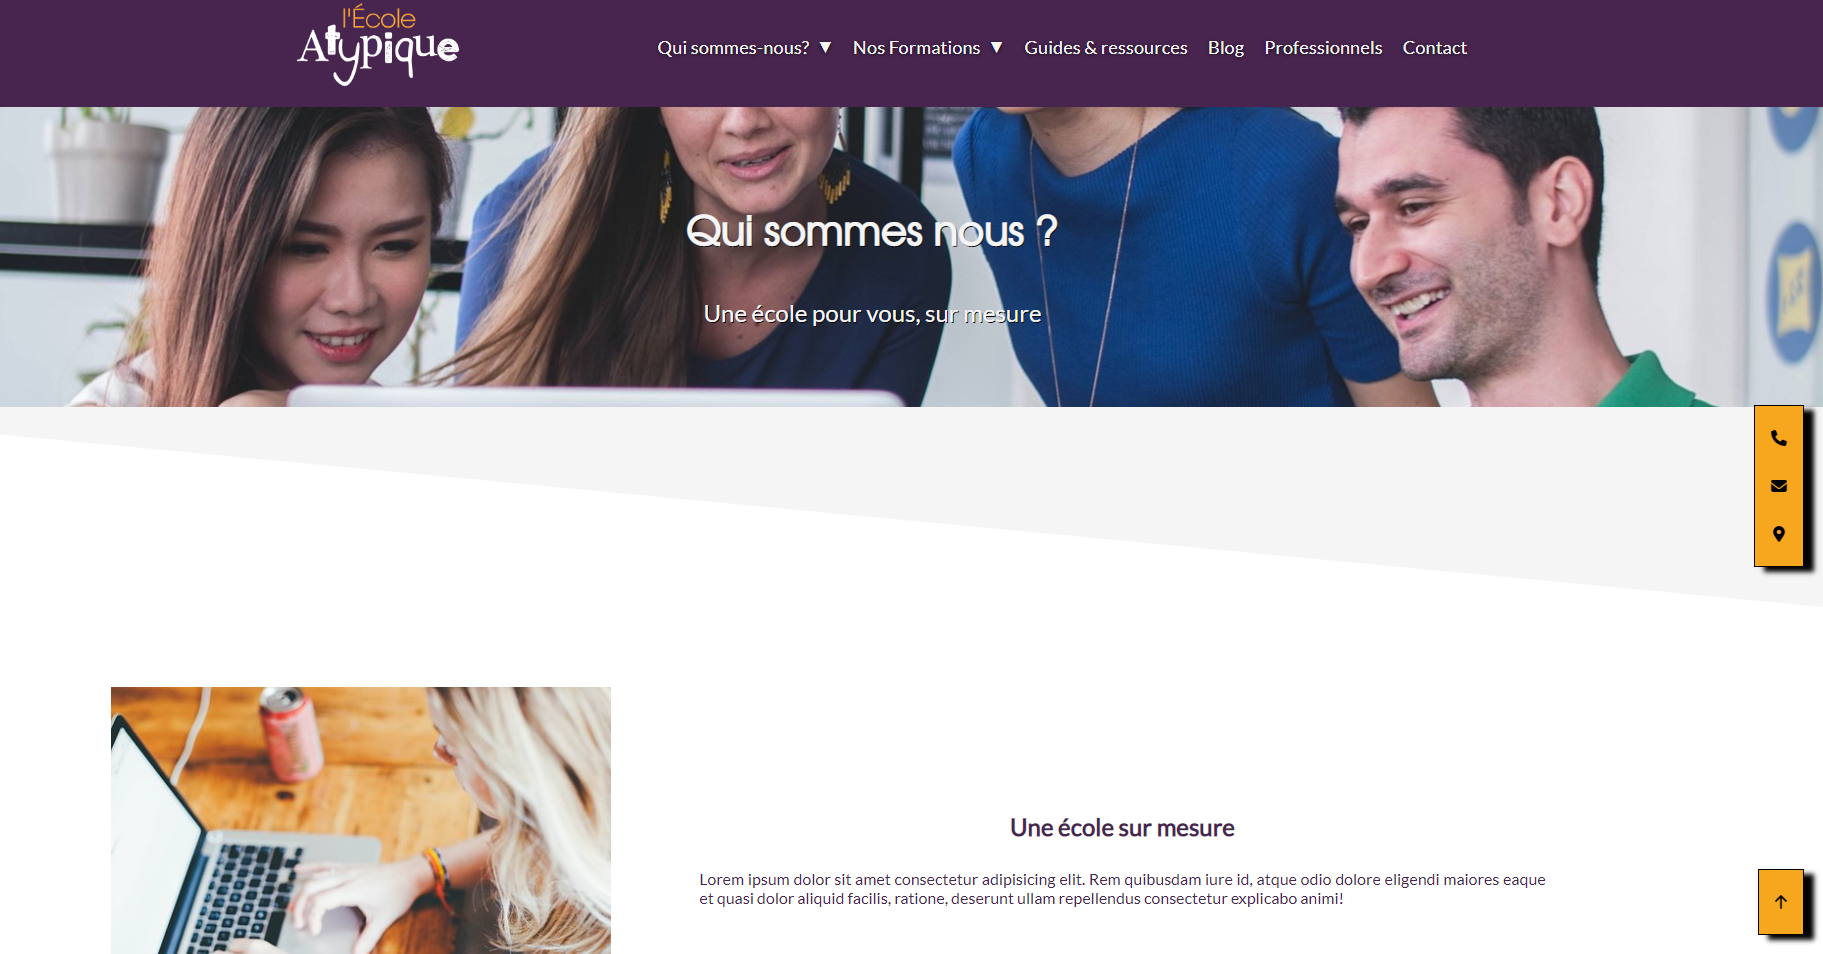 l'École
Atypique
Qui sommes-nous? ▼ Nos Formations ▼ Guides & ressources Blog Professionnels Contact
Qui sommes nous ?
Une école pour vous, sur mesure
Une école sur mesure
Lorem ipsum dolor sit amet consectetur adipisicing elit. Rem quibusdam iure id, atque odio dolore eligendi maiores eaque
et quasi dolor aliquid facilis, ratione, deserunt ullam repellendus consectetur explicabo animi!